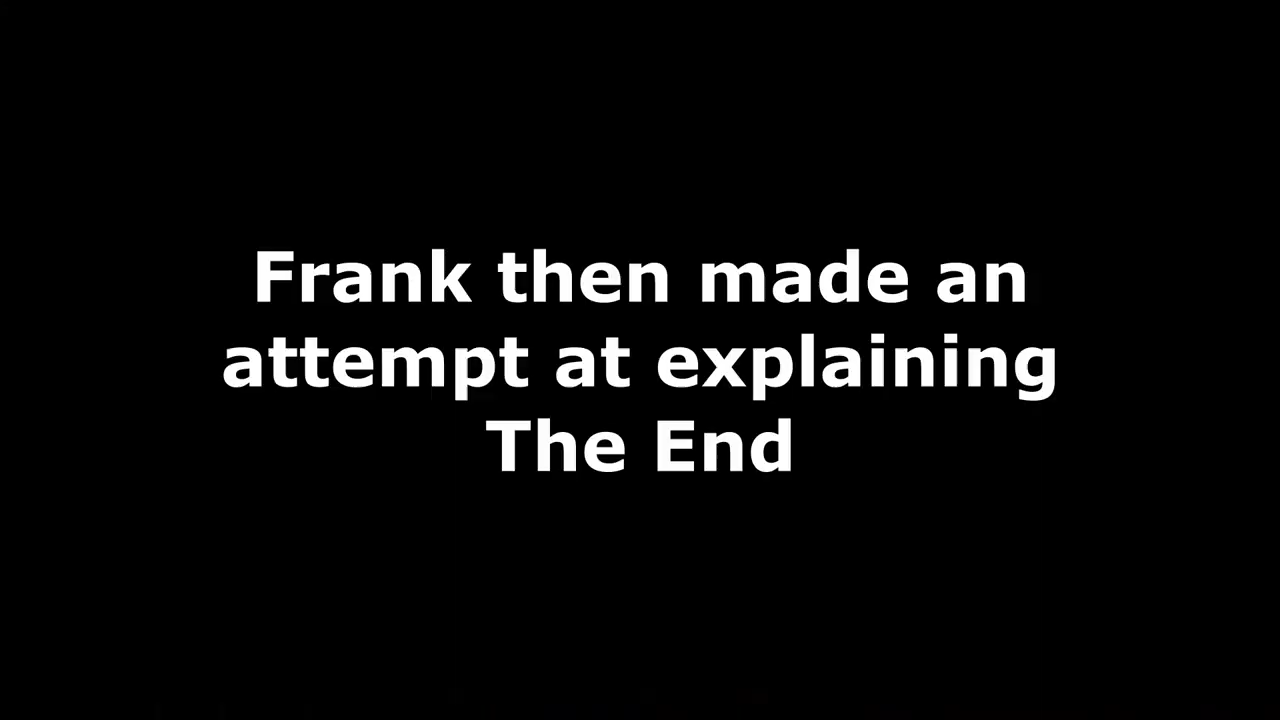 Frank then made an
attempt at explaining
The End